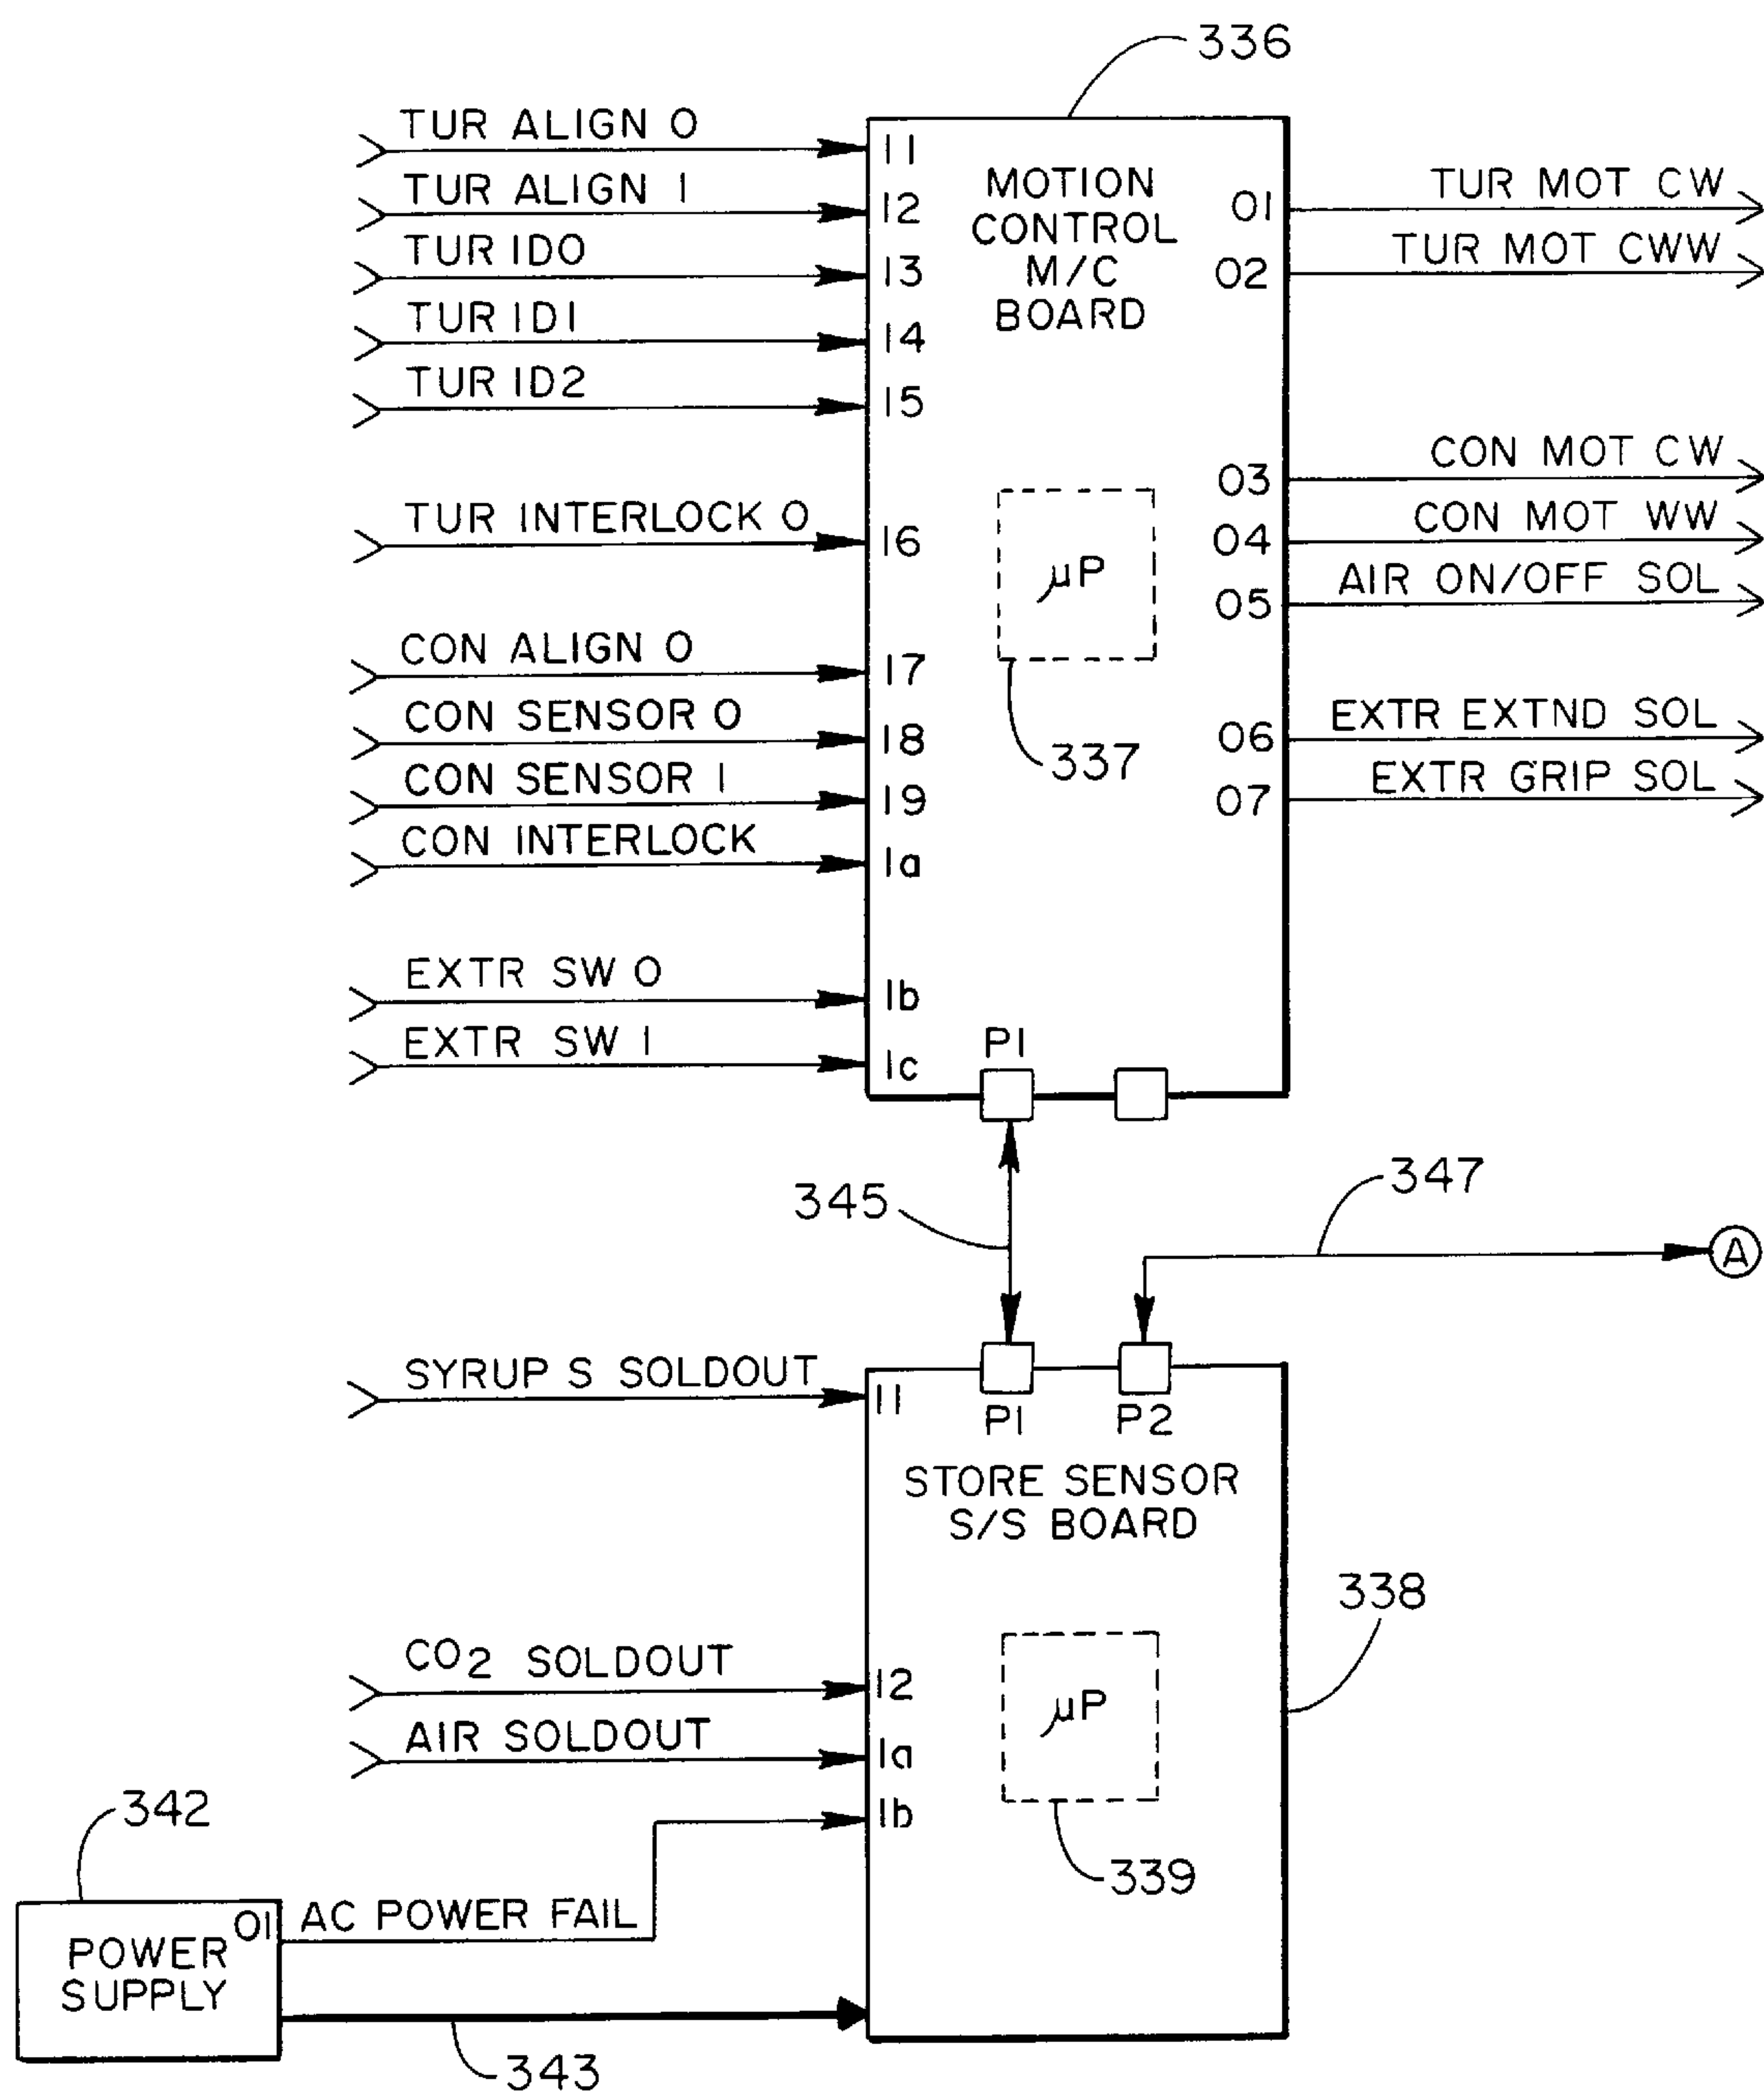 336
TUR ALIGN 0
TUR ALIGN 1
TUR ID0
TUR ID1
TUR ID2
TUR INTERLOCK 0
CON ALIGN 0
CON SENSOR 0
CON SENSOR 1
CON INTERLOCK
EXTR SW 0
EXTR SW 1
I1
I2
I3
I4
I5
I6
I7
I8
I9
Ia
Ib
Ic
MOTION
CONTROL
M/C
BOARD
µP
337
P1
O1
O2
O3
O4
O5
O6
O7
TUR MOT CW
TUR MOT CWW
CON MOT CW
CON MOT WW
AIR ON/OFF SOL
EXTR EXTND SOL
EXTR GRIP SOL
345
347
A
SYRUP S SOLDOUT
I1
P1
P2
STORE SENSOR
S/S BOARD
338
CO2 SOLDOUT
I2
AIR SOLDOUT
Ia
Ib
µP
339
342
O1
AC POWER FAIL
POWER
SUPPLY
343